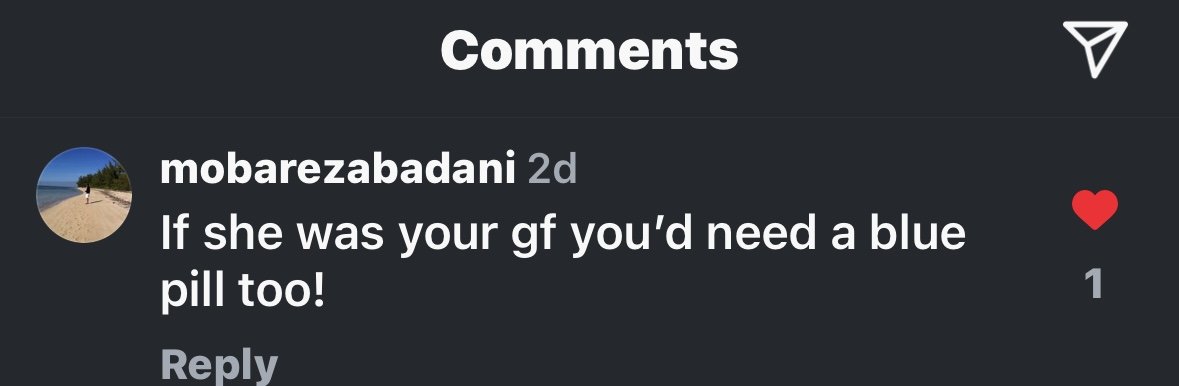 Comments
mobarezabadani 2d
If she was your gf you’d need a blue
pill too!
1
Reply